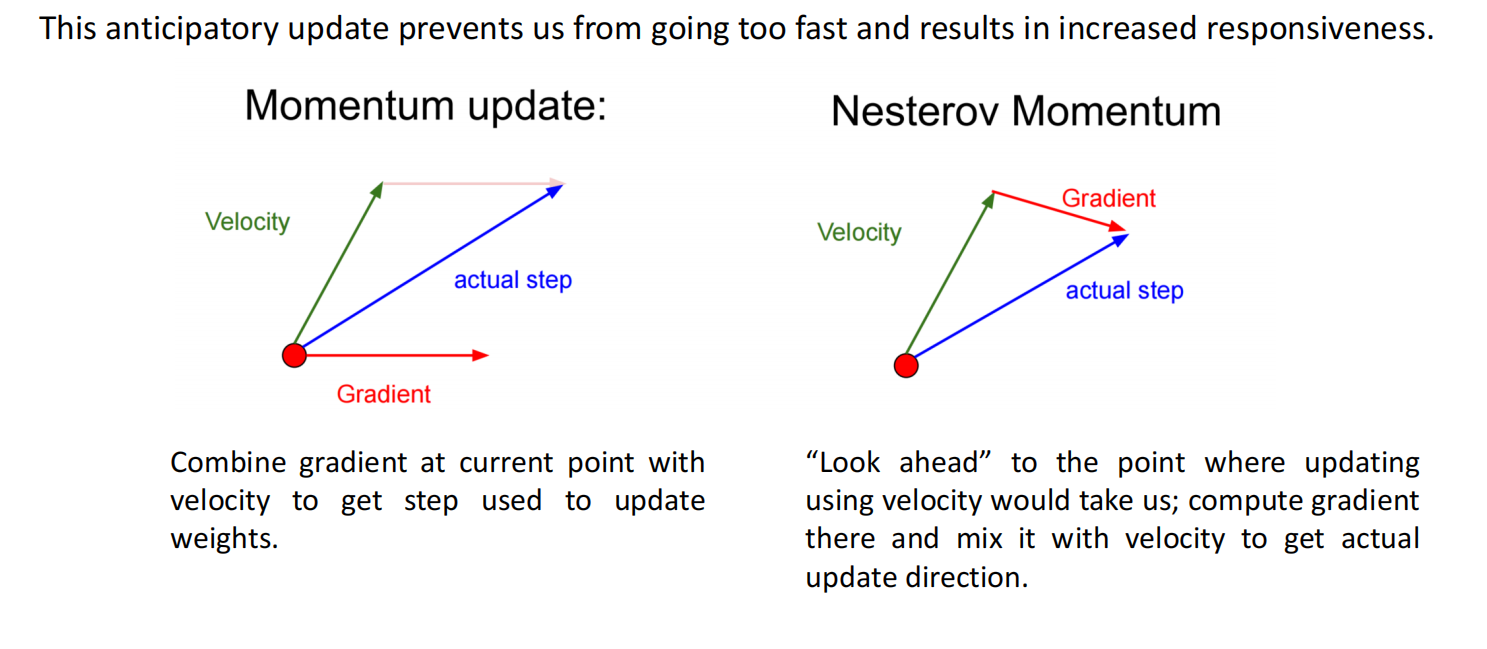 This anticipatory update prevents us from going too fast and results in increased responsiveness.
Momentum update:
Velocity
actual step
Gradient
Combine gradient at current point with
velocity to get step used to update
weights.
Nesterov Momentum
Gradient
Velocity
actual step
“Look ahead” to the point where updating
using velocity would take us; compute gradient
there and mix it with velocity to get actual
update direction.